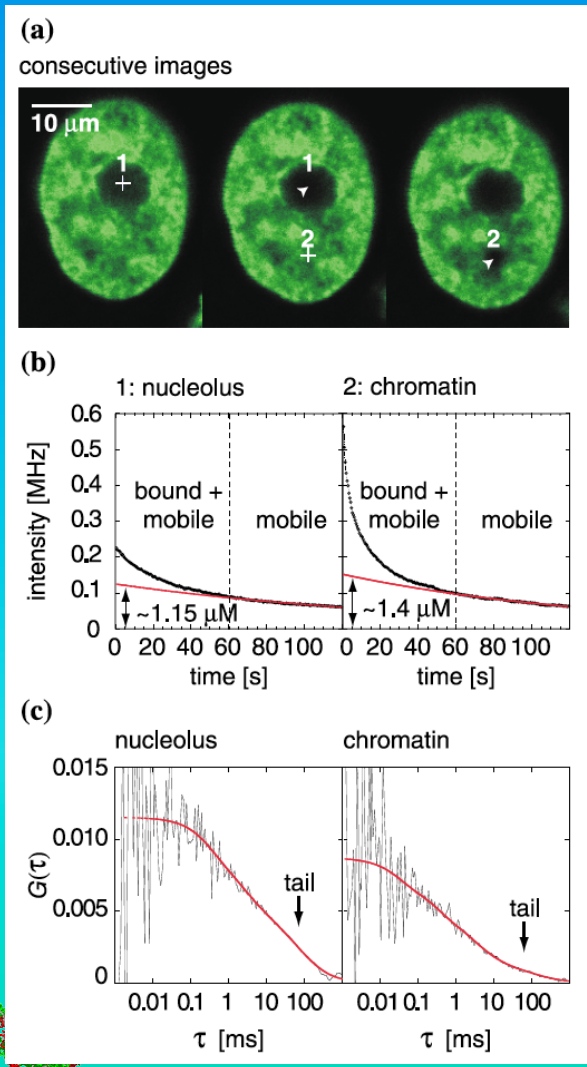 (a)
consecutive images
10 μm
1
1
2
2
(b)
1: nucleolus
2: chromatin
intensity [MHz]
0.6
0.5
0.4
0.3
0.2
0.1
0
bound + mobile
mobile
bound + mobile
mobile
~1.15 μM
~1.4
0 20 40 60 80 100
0 20 40 60 80 100
time [s]
time [s]
(c)
nucleolus
chromatin
G(τ)
0.015
0.010
0.005
0
tail
tail
0.01 0.1 1 10 100
0.01 0.1 1 10 100
τ [ms]
τ [ms]